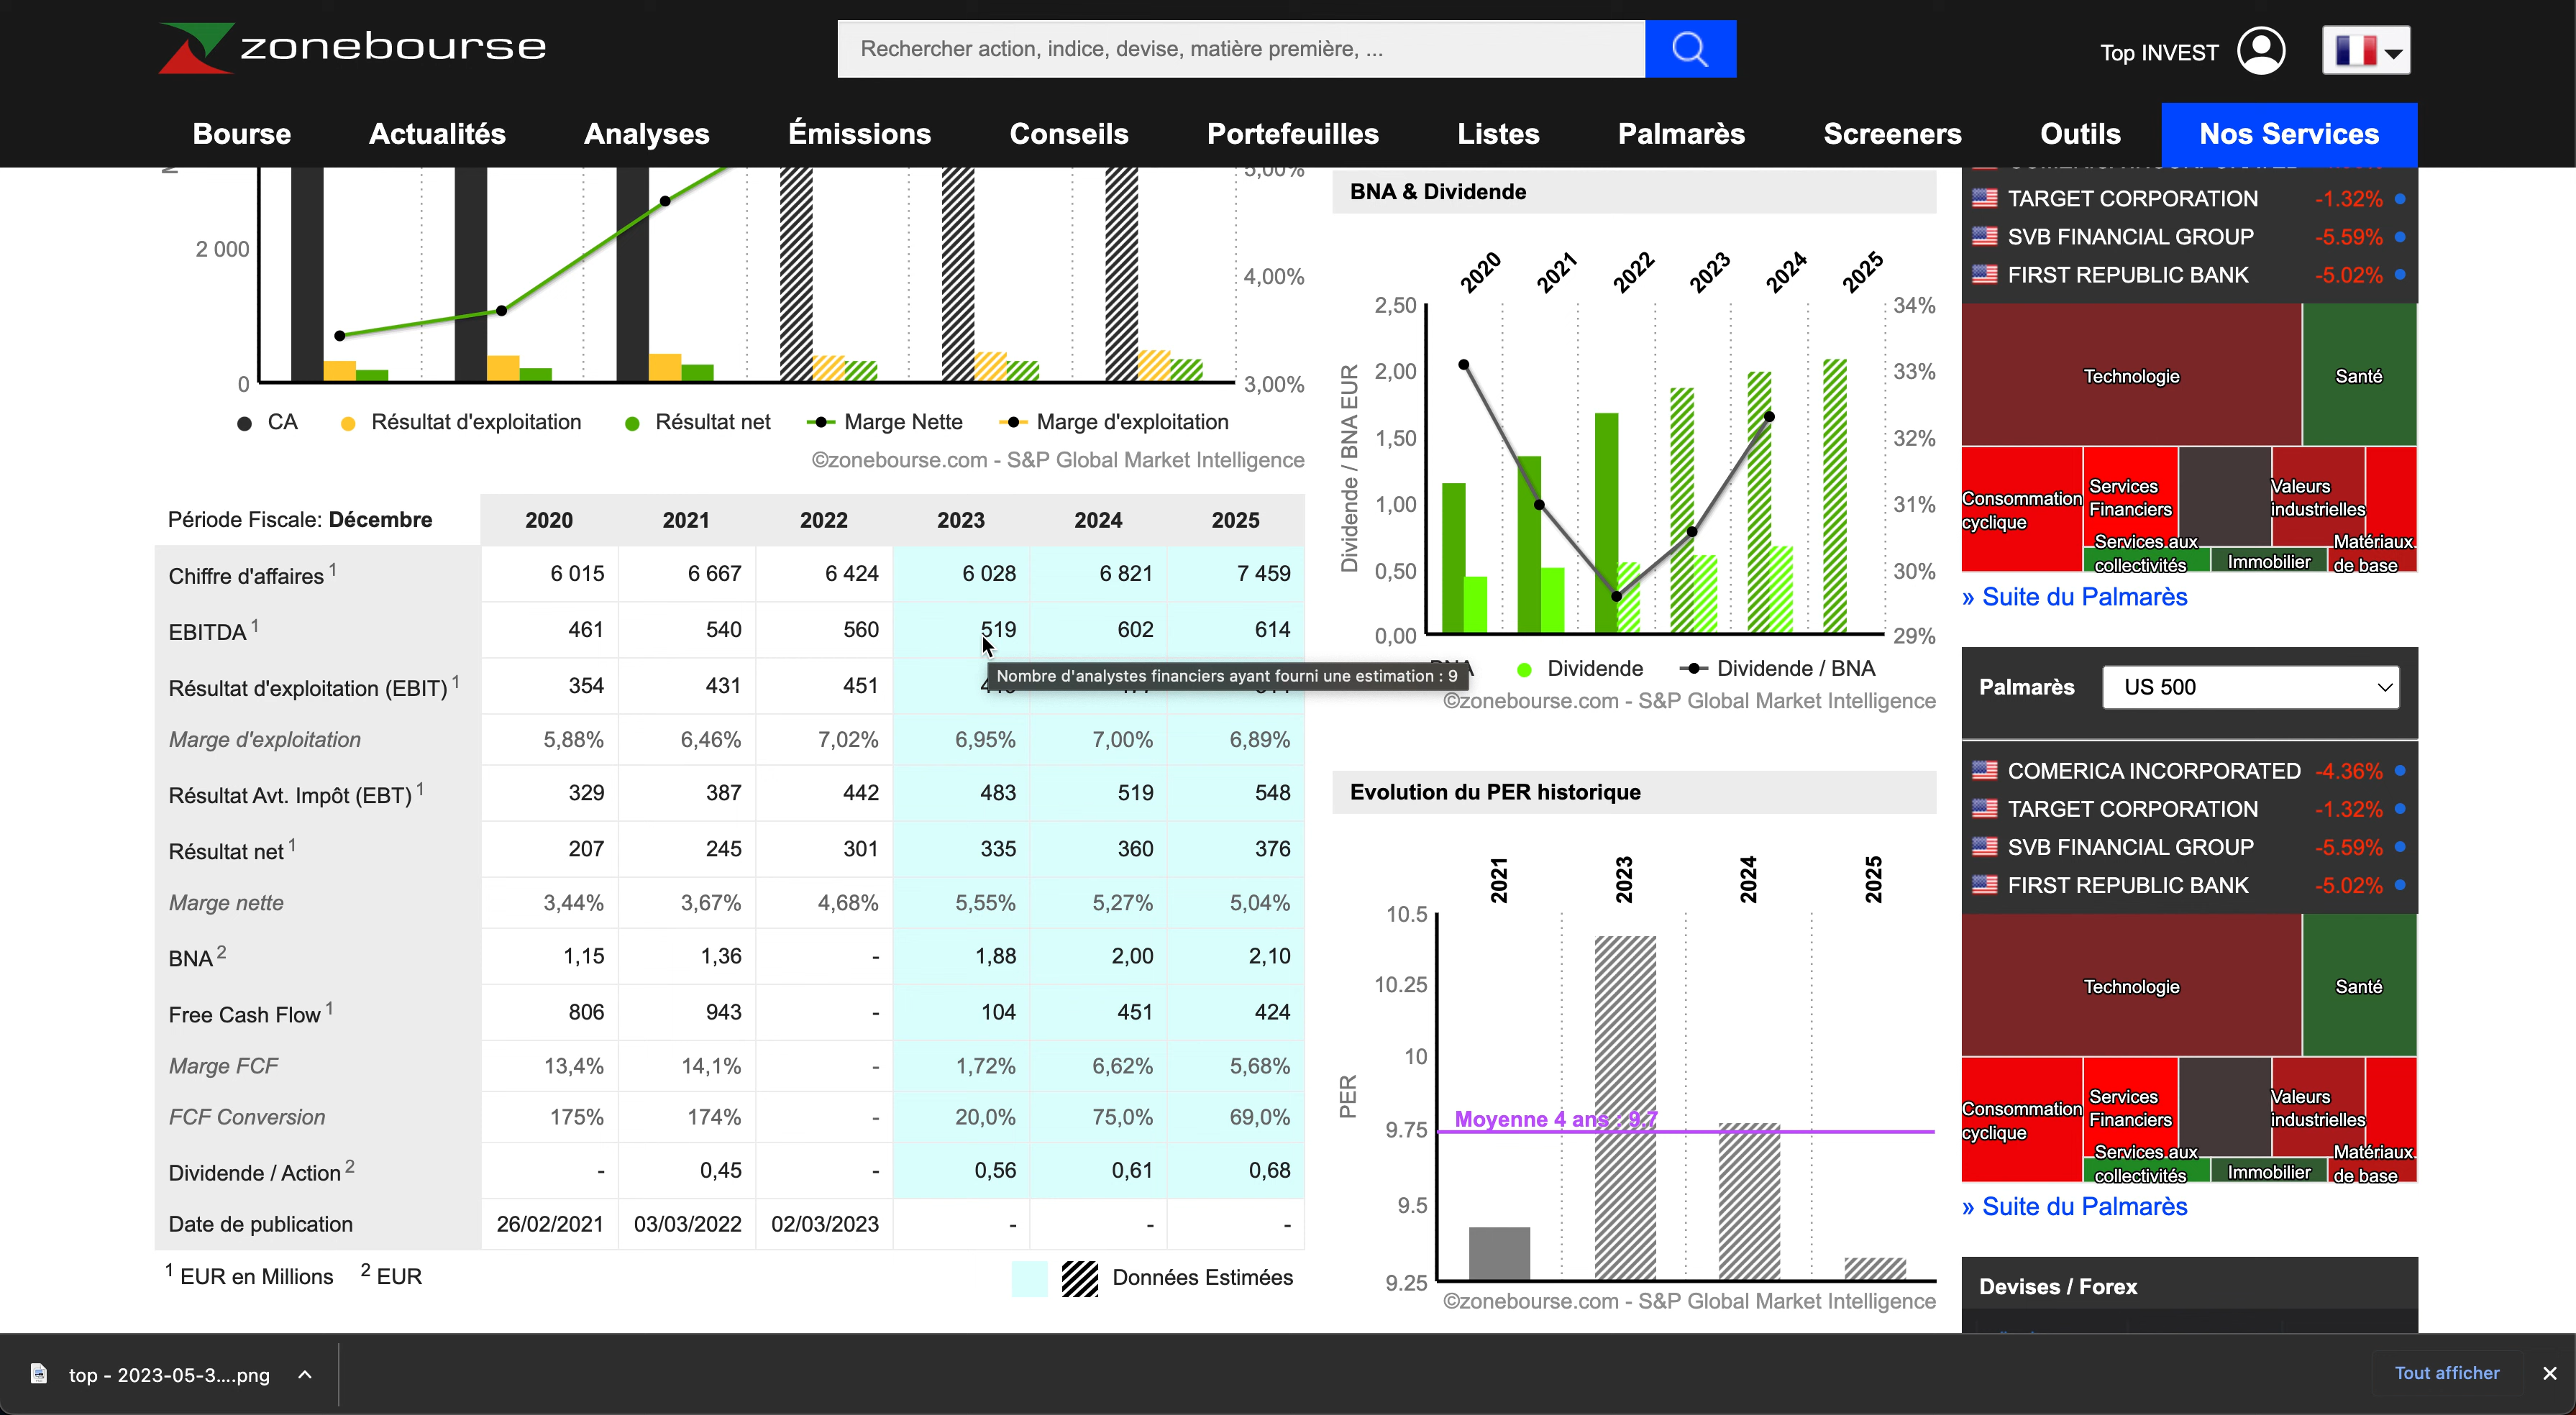 zonebourse
Rechercher action, indice, devise, matière première, ...
Top INVEST
Bourse Actualités Analyses Émissions Conseils Portefeuilles Listes Palmarès Screeners Outils Nos Services
2 000
0
5,00%
4,00%
3,00%
CA Résultat d'exploitation Résultat net Marge Nette Marge d'exploitation
©zonebourse.com - S&P Global Market Intelligence
Période Fiscale: Décembre 2020 2021 2022 2023 2024 2025
Chiffre d'affaires 1 6 015 6 667 6 424 6 028 6 821 7 459
EBITDA 1 461 540 560 519 602 614
Nombre d'analystes financiers ayant fourni une estimation : 9
Résultat d'exploitation (EBIT) 1 354 431 451
Marge d'exploitation 5,88% 6,46% 7,02% 6,95% 7,00% 6,89%
Résultat Avt. Impôt (EBT) 1 329 387 442 483 519 548
Résultat net 1 207 245 301 335 360 376
Marge nette 3,44% 3,67% 4,68% 5,55% 5,27% 5,04%
BNA 2 1,15 1,36 - 1,88 2,00 2,10
Free Cash Flow 1 806 943 - 104 451 424
Marge FCF 13,4% 14,1% - 1,72% 6,62% 5,68%
FCF Conversion 175% 174% - 20,0% 75,0% 69,0%
Dividende / Action 2 - 0,45 - 0,56 0,61 0,68
Date de publication 26/02/2021 03/03/2022 02/03/2023 - - -
1 EUR en Millions 2 EUR
Données Estimées
BNA & Dividende
2020 2021 2022 2023 2024 2025
2,50 34%
2,00 33%
1,50 32%
1,00 31%
0,50 30%
0,00 29%
Dividende / BNA EUR
Dividende Dividende / BNA
©zonebourse.com - S&P Global Market Intelligence
Evolution du PER historique
2021 2023 2024 2025
10.5
10.25
10
9.75
9.5
9.25
PER
Moyenne 4 ans : 9.7
©zonebourse.com - S&P Global Market Intelligence
TARGET CORPORATION -1.32%
SVB FINANCIAL GROUP -5.59%
FIRST REPUBLIC BANK -5.02%
Technologie
Santé
Consommation
cyclique
Services
Financiers
Valeurs
industrielles
Services aux
collectivités
Immobilier
Matériaux
de base
» Suite du Palmarès
Palmarès US 500
COMERICA INCORPORATED -4.36%
TARGET CORPORATION -1.32%
SVB FINANCIAL GROUP -5.59%
FIRST REPUBLIC BANK -5.02%
Technologie
Santé
Consommation
cyclique
Services
Financiers
Valeurs
industrielles
Services aux
collectivités
Immobilier
Matériaux
de base
» Suite du Palmarès
Devises / Forex
top - 2023-05-3....png
Tout afficher